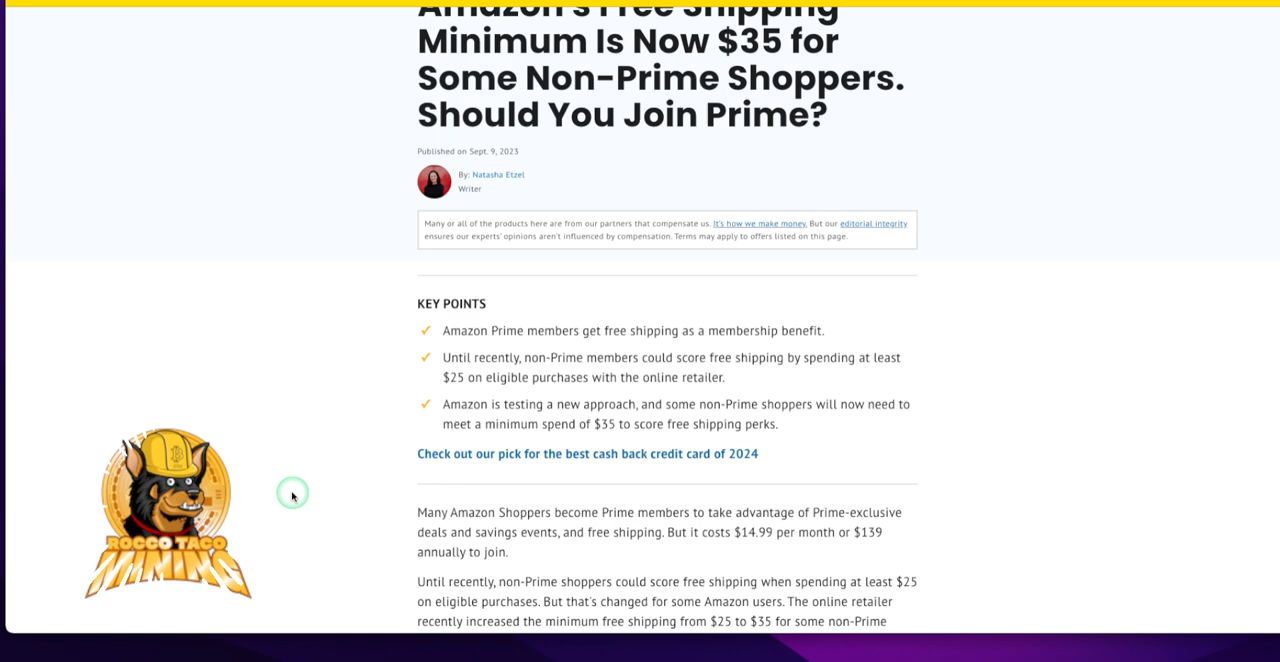 Amazon's Free Shipping
Minimum Is Now $35 for
Some Non-Prime Shoppers.
Should You Join Prime?
Published on Sept. 9, 2023
By: Natasha Etzel
Writer
Many or all of the products here are from our partners that compensate us. It's how we make money. But our editorial integrity
ensures our experts' opinions aren't influenced by compensation. Terms may apply to offers listed on this page.
KEY POINTS
Amazon Prime members get free shipping as a membership benefit.
Until recently, non-Prime members could score free shipping by spending at least
$25 on eligible purchases with the online retailer.
Amazon is testing a new approach, and some non-Prime shoppers will now need to
meet a minimum spend of $35 to score free shipping perks.
Check out our pick for the best cash back credit card of 2024
Many Amazon Shoppers become Prime members to take advantage of Prime-exclusive
deals and savings events, and free shipping. But it costs $14.99 per month or $139
annually to join.
Until recently, non-Prime shoppers could score free shipping when spending at least $25
on eligible purchases. But that's changed for some Amazon users. The online retailer
recently increased the minimum free shipping from $25 to $35 for some non-Prime
ROCCO TACO
MINING